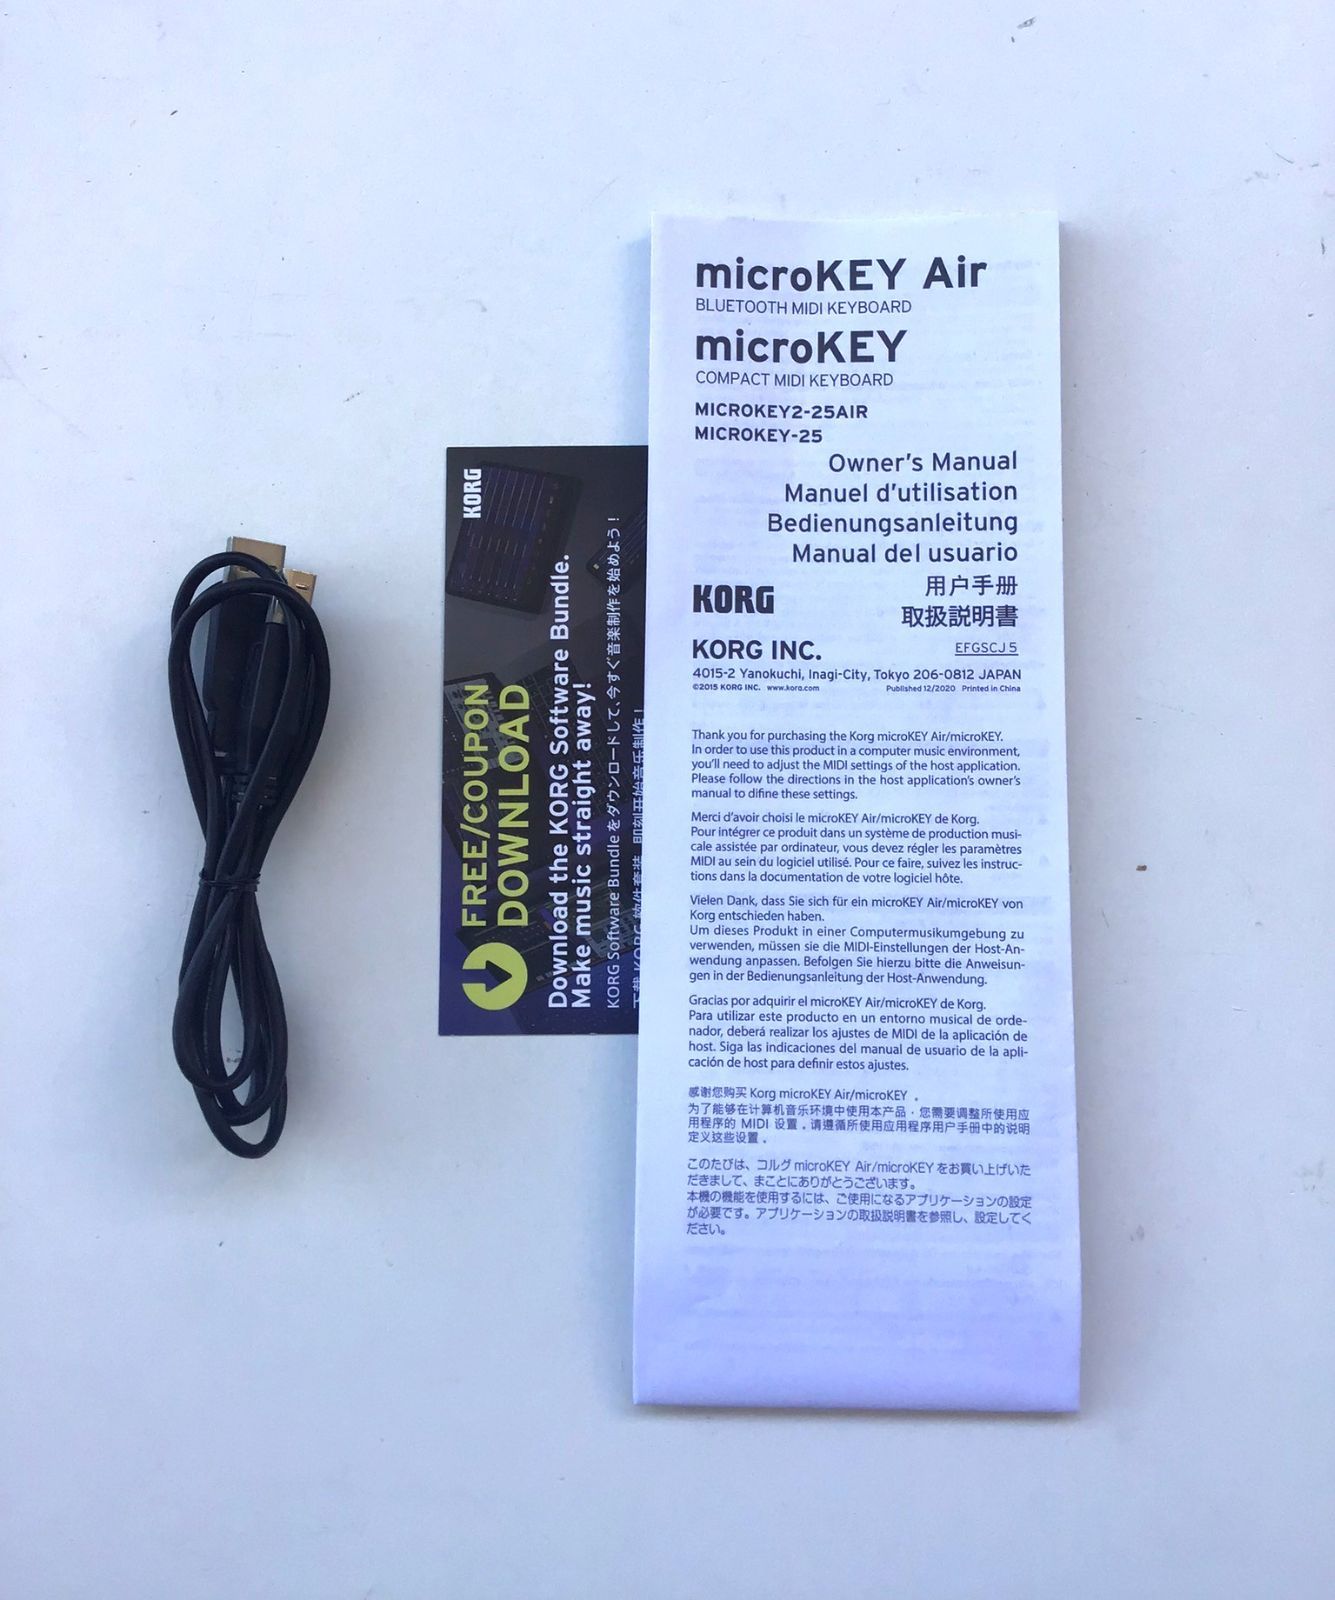 microKEY Air
BLUETOOTH MIDI KEYBOARD
microKEY
COMPACT MIDI KEYBOARD
MICROKEY2-25AIR
MICROKEY-25
Owner's Manual
Manuel d'utilisation
Bedienungsanleitung
Manual del usuario
用户手册
取扱説明書
KORG
KORG INC.
EFGSCJ 5
4015-2 Yanokuchi, Inagi-City, Tokyo 206-0812 JAPAN
©2015 KORG INC. www.korg.com Published 12/2020 Printed in China
Thank you for purchasing the Korg microKEY Air/microKEY.
In order to use this product in a computer music environment,
you'll need to adjust the MIDI settings of the host application.
Please follow the directions in the host application's owner's
manual to difine these settings.
Merci d'avoir choisi le microKEY Air/microKEY de Korg.
Pour intégrer ce produit dans un système de production musi-
cale assistée par ordinateur, vous devez régler les paramètres
MIDI au sein du logiciel utilisé. Pour ce faire, suivez les instruc-
tions dans la documentation de votre logiciel hôte.
Vielen Dank, dass Sie sich für ein microKEY Air/microKEY von
Korg entschieden haben.
Um dieses Produkt in einer Computermusikumgebung zu
verwenden, müssen sie die MIDI-Einstellungen der Host-An-
wendung anpassen. Befolgen Sie hierzu bitte die Anweisun-
gen in der Bedienungsanleitung der Host-Anwendung.
Gracias por adquirir el microKEY Air/microKEY de Korg.
Para utilizar este producto en un entorno musical de orde-
nador, deberá realizar los ajustes de MIDI de la aplicación de
host. Siga las indicaciones del manual de usuario de la apli-
cación de host para definir estos ajustes.
感谢您购买 Korg microKEY Air/microKEY 。
为了能够在计算机音乐环境中使用本产品，您需要调整所使用应
用程序的 MIDI 设置。请遵循所使用应用程序用户手册中的说明
定义这些设置。
このたびは、コルグ microKEY Air/microKEY をお買い上げいた
だきまして、まことにありがとうございます。
本機の機能を使用するには、ご使用になるアプリケーションの設定
が必要です。アプリケーションの取扱説明書を参照し、設定してく
ださい。
KORG
FREE/COUPON
DOWNLOAD
Download the KORG Software Bundle.
Make music straight away!
KORG Software Bundle をダウンロードして、今すぐ音楽制作を始めよう！
下载 KORG 软件套装 即刻开始音乐制作！